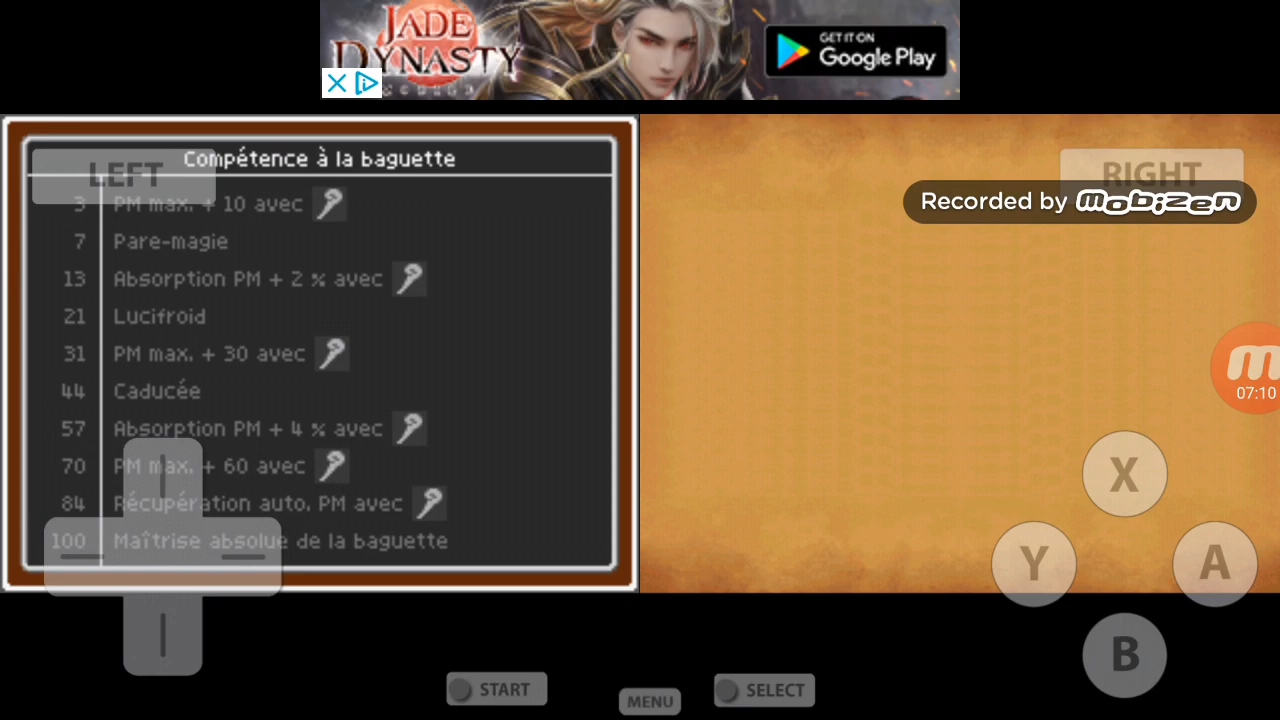 JADE
DYNASTY
GET IT ON
Google Play
Compétence à la baguette
LEFT
RIGHT
Recorded by mobizen
3 PM max. + 10 avec
7 Pare-magie
13 Absorption PM + 2 % avec
21 Lucifroid
31 PM max. + 30 avec
07:10
44 Caducée
57 Absorption PM + 4 % avec
70 PM max. + 60 avec
X
84 Récupération auto. PM avec
100 Maîtrise absolue de la baguette
Y
A
B
START
MENU
SELECT